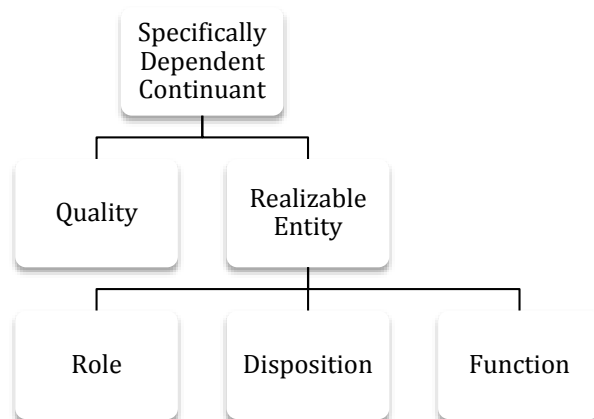 Specifically
Dependent
Continuant
Quality
Realizable
Entity
Role
Disposition
Function